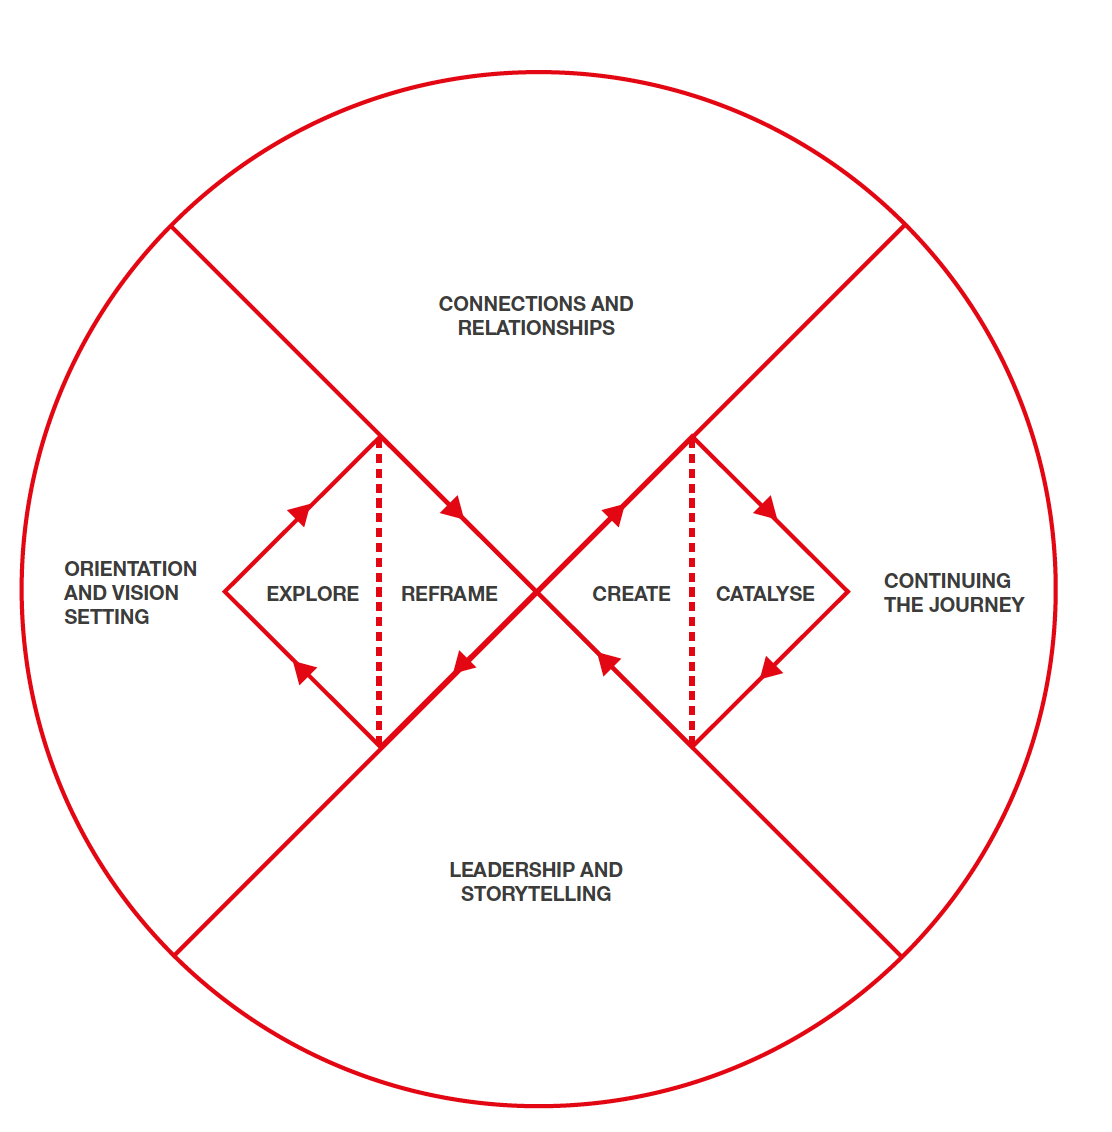 CONNECTIONS AND
RELATIONSHIPS
ORIENTATION
AND VISION
SETTING
EXPLORE
REFRAME
CREATE
CATALYSE
CONTINUING
THE JOURNEY
LEADERSHIP AND
STORYTELLING